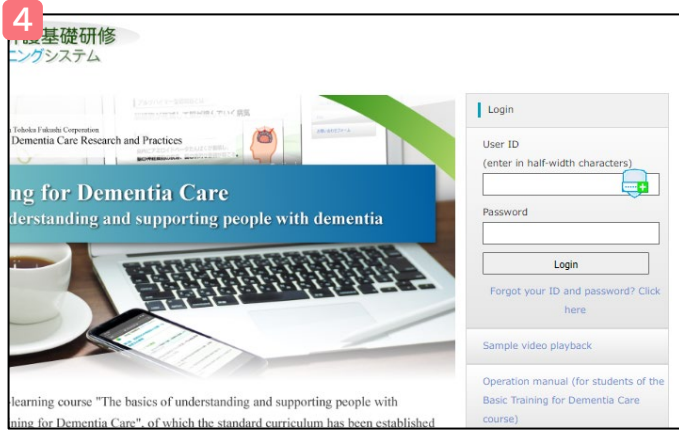 4
護基礎研修
ニングシステム
Login
User ID
(enter in half-width characters)
Password
Login
Forgot your ID and password? Click
here
Sample video playback
Operation manual (for students of the
Basic Training for Dementia Care
course)
Tohoku Fukushi Corporation
Dementia Care Research and Practices
ng for Dementia Care
derstanding and supporting people with dementia
-learning course "The basics of understanding and supporting people with
ning for Dementia Care", of which the standard curriculum has been established